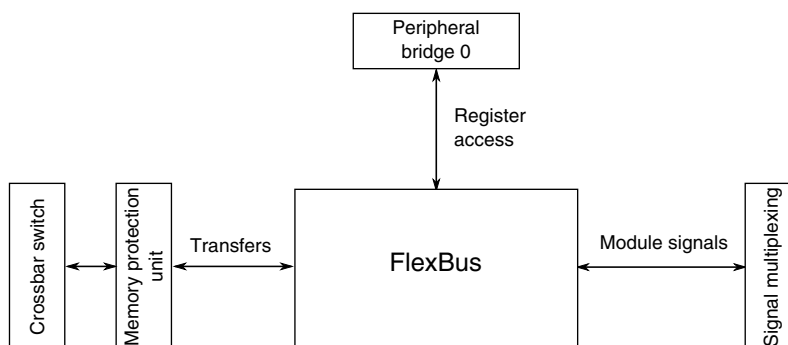 Peripheral
bridge 0
Register
access
Crossbar switch
Memory protection
unit
Transfers
FlexBus
Module signals
Signal multiplexing